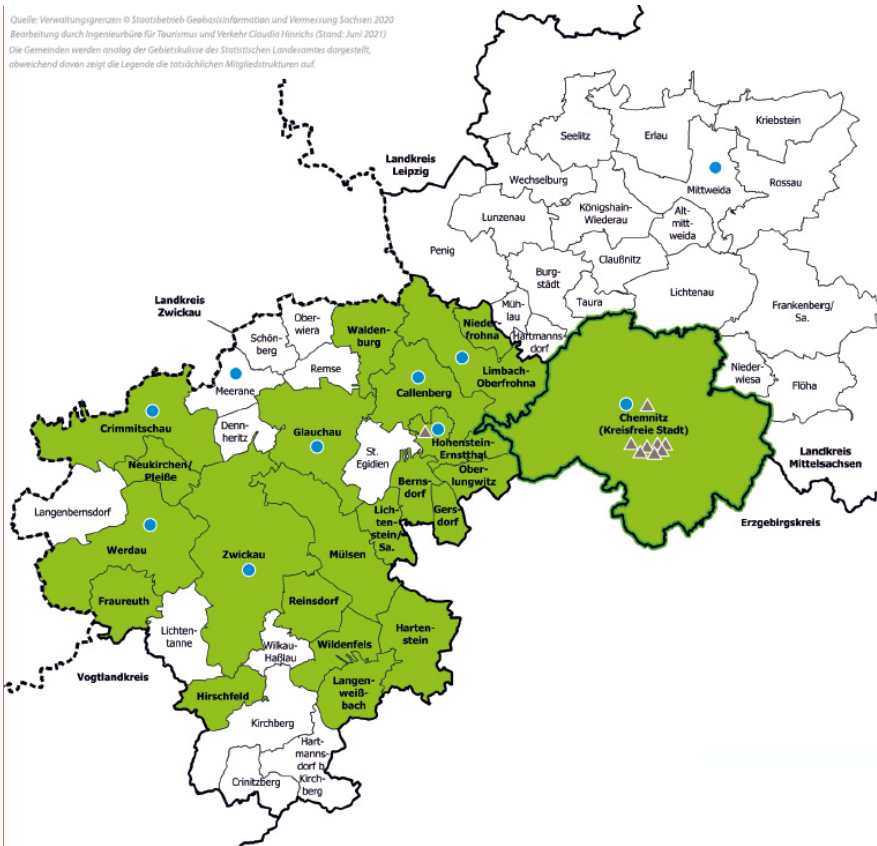 Quelle: Verwaltungsgrenzen © Staatsbetrieb Geobasisinformation und Vermessung Sachsen 2020
Bearbeitung durch Ingenieurbüro für Tourismus und Verkehr Claudia Hinrichs (Stand: Juni 2021)
Die Gemeinden werden analog der Gebietskulisse des Statistischen Landesamtes dargestellt,
abweichend davon zeigt die Legende die tatsächlichen Mitgliedstrukturen auf.
Kriebstein
Seelitz
Erlau
Landkreis
Leipzig
Wechselburg
Mittweida
Rossau
Lunzenau
Königshain-
Wiederau
Alt-
mitt-
weida
Penig
Claußnitz
Burg-
städt
Lichtenau
Landkreis
Zwickau
Müh-
lau
Taura
Frankenberg/
Sa.
Ober-
wiera
Schön-
berg
Walden-
burg
Nieder-
frohna
Hartmanns-
dorf
Remse
Limbach-
Oberfrohna
Nieder-
wiesa
Flöha
Meerane
Callenberg
Crimmitschau
Denn-
heritz
Glauchau
Chemnitz
(Kreisfreie Stadt)
St.
Egidien
Hohenstein-
Ernstthal
Landkreis
Mittelsachsen
Neukirchen/
Pleiße
Berns-
dorf
Ober-
lungwitz
Langenbernsdorf
Lichten-
stein/
Sa.
Gers-
dorf
Erzgebirgskreis
Werdau
Zwickau
Mülsen
Fraureuth
Reinsdorf
Harten-
stein
Lichten-
tanne
Wilkau-
Haßlau
Wildenfels
Vogtlandkreis
Hirschfeld
Langen-
weiß-
bach
Kirchberg
Hart-
manns-
dorf b.
Kirch-
berg
Crinitzberg